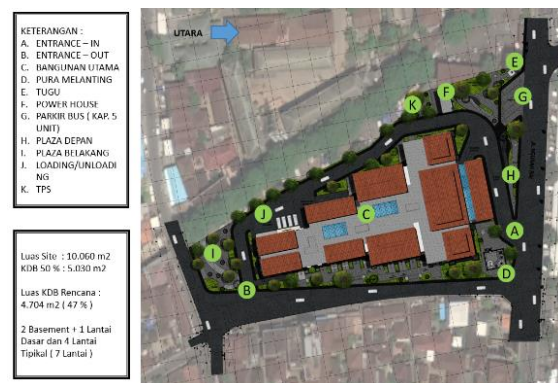 KETERANGAN :
A. ENTRANCE – IN
B. ENTRANCE – OUT
C. BANGUNAN UTAMA
D. PURA MELANTING
E. TUGU
F. POWER HOUSE
G. PARKIR BUS ( KAP. 5
UNIT)
H. PLAZA DEPAN
I. PLAZA BELAKANG
J. LOADING/UNLOADI
NG
K. TPS
Luas Site : 10.060 m2
KDB 50 % : 5.030 m2
Luas KDB Rencana :
4.704 m2 ( 47 % )
2 Basement + 1 Lantai
Dasar dan 4 Lantai
Tipikal ( 7 Lantai )
UTARA
E
F
G
K
H
J
C
A
I
D
B